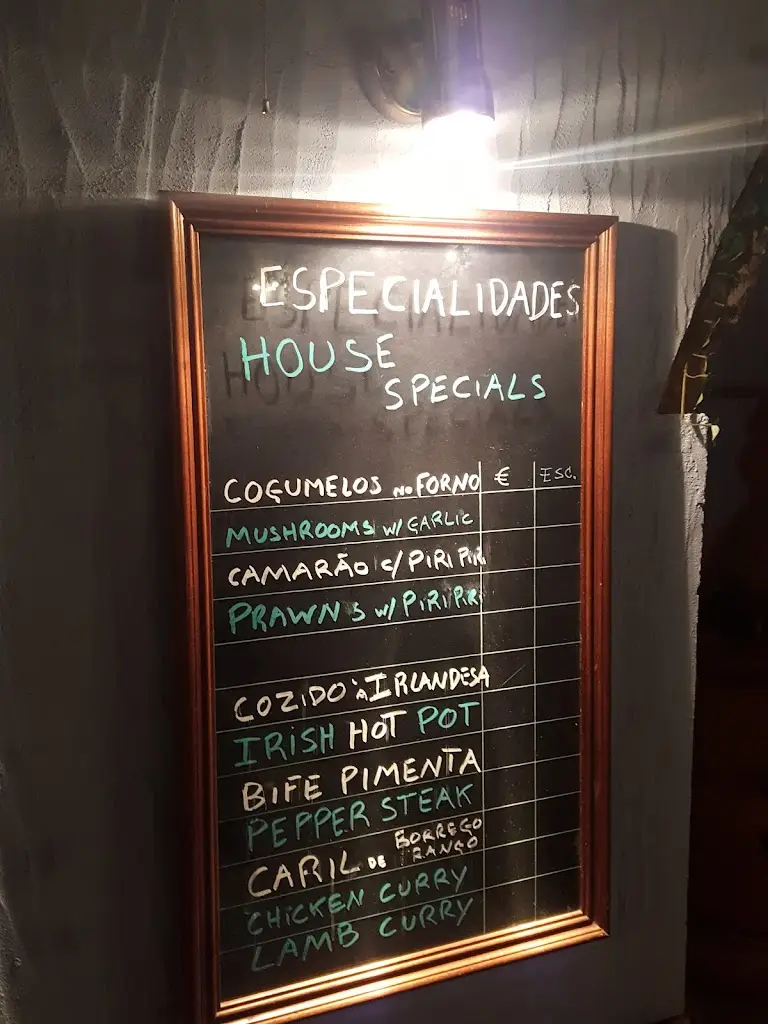 ESPECIALIDADES
HOUSE
SPECIALS
COGUMELOS NO FORNO € ESC.
MUSHROOMS W/ GARLIC
CAMARÃO C/ PIRI PIRI
PRAWNS W/ PIRI PIRI
COZIDO À IRLANDESA
IRISH HOT POT
BIFE PIMENTA
PEPPER STEAK
CARIL DE BORREGO
RANGO
CHICKEN CURRY
LAMB CURRY